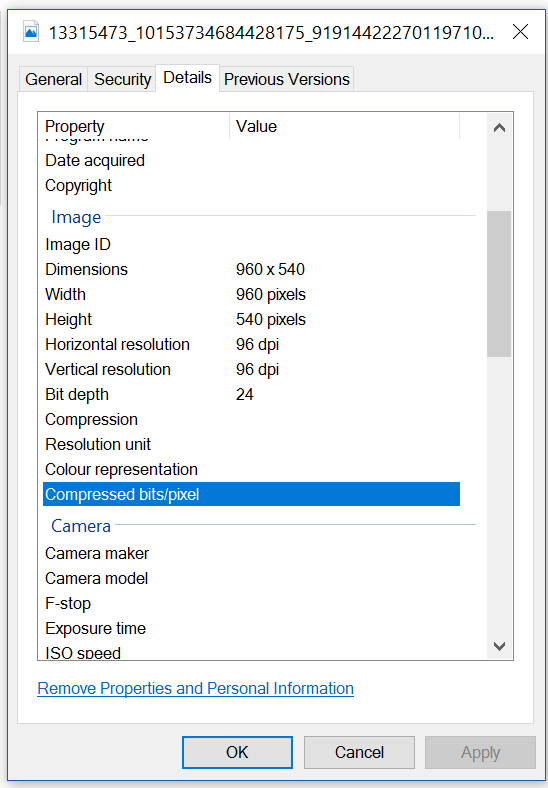 13315473_10153734684428175_91914422270119710...
General Security Details Previous Versions
Property Value
Program name
Date acquired
Copyright
Image
Image ID
Dimensions 960 x 540
Width 960 pixels
Height 540 pixels
Horizontal resolution 96 dpi
Vertical resolution 96 dpi
Bit depth 24
Compression
Resolution unit
Colour representation
Compressed bits/pixel
Camera
Camera maker
Camera model
F-stop
Exposure time
ISO speed
Remove Properties and Personal Information
OK Cancel Apply